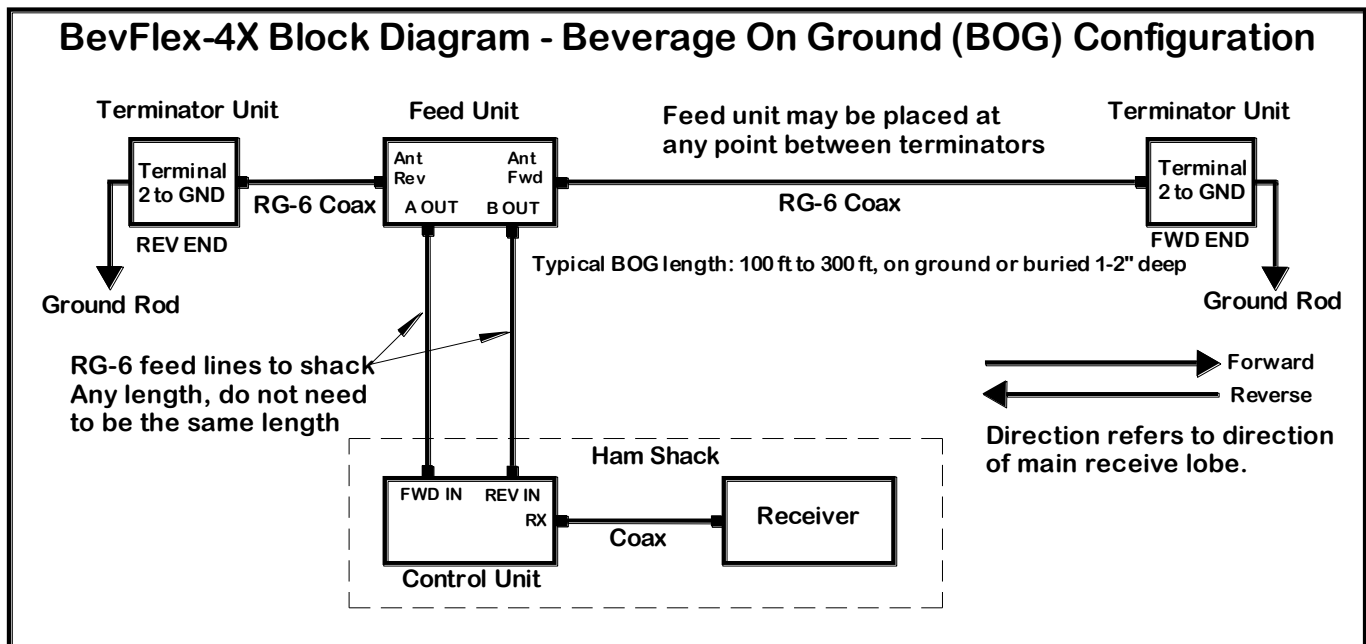 BevFlex-4X Block Diagram - Beverage On Ground (BOG) Configuration
Terminator Unit
Terminal
2 to GND
REV END
Ground Rod
RG-6 Coax
Feed Unit
Ant
Rev
Ant
Fwd
A OUT
B OUT
Feed unit may be placed at
any point between terminators
RG-6 Coax
Terminator Unit
Terminal
2 to GND
FWD END
Ground Rod
Typical BOG length: 100 ft to 300 ft, on ground or buried 1-2" deep
RG-6 feed lines to shack
Any length, do not need
to be the same length
Forward
Reverse
Direction refers to direction
of main receive lobe.
Ham Shack
FWD IN
REV IN
RX
Control Unit
Coax
Receiver